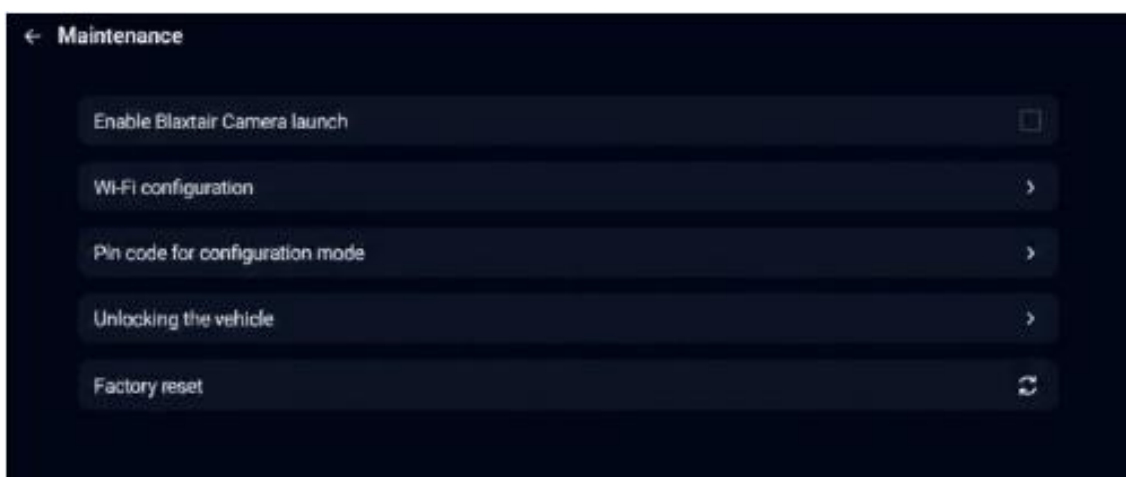 Maintenance
Enable Blaxtair Camera launch
Wi-Fi configuration
Pin code for configuration mode
Unlocking the vehicle
Factory reset